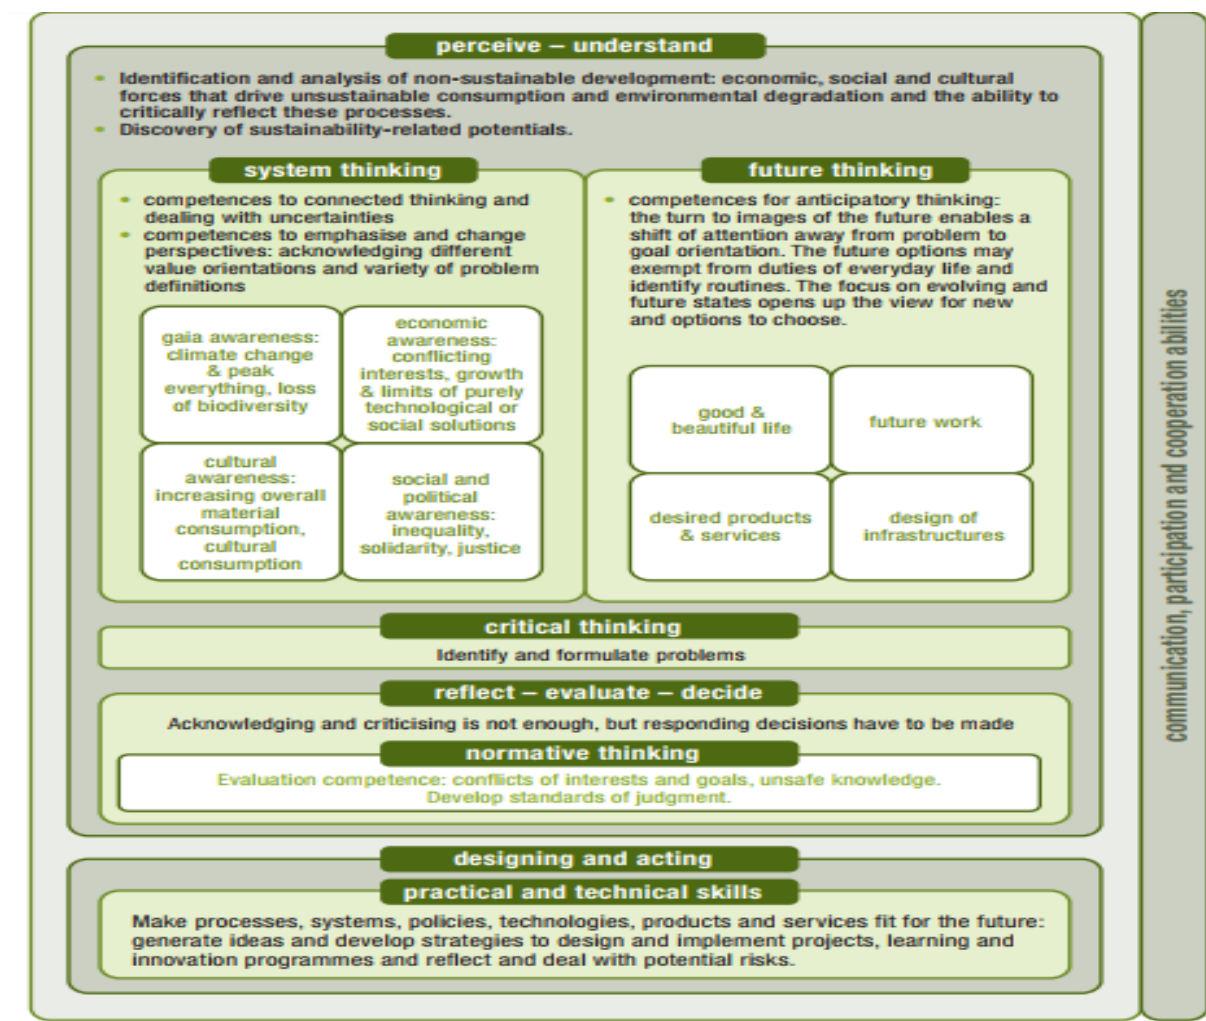 perceive – understand
• Identification and analysis of non-sustainable development: economic, social and cultural
forces that drive unsustainable consumption and environmental degradation and the ability to
critically reflect these processes.
• Discovery of sustainability-related potentials.
system thinking
• competences to connected thinking and
dealing with uncertainties
• competences to emphasise and change
perspectives: acknowledging different
value orientations and variety of problem
definitions
gaia awareness:
climate change
& peak
everything, loss
of biodiversity
economic
awareness:
conflicting
interests, growth
& limits of purely
technological or
social solutions
cultural
awareness:
increasing overall
material
consumption,
cultural
consumption
social and
political
awareness:
inequality,
solidarity, justice
future thinking
• competences for anticipatory thinking:
the turn to images of the future enables a
shift of attention away from problem to
goal orientation. The future options may
exempt from duties of everyday life and
identify routines. The focus on evolving and
future states opens up the view for new
and options to choose.
good &
beautiful life
future work
desired products
& services
design of
infrastructures
critical thinking
Identify and formulate problems
reflect – evaluate – decide
Acknowledging and criticising is not enough, but responding decisions have to be made
normative thinking
Evaluation competence: conflicts of interests and goals, unsafe knowledge.
Develop standards of judgment.
designing and acting
practical and technical skills
Make processes, systems, policies, technologies, products and services fit for the future:
generate ideas and develop strategies to design and implement projects, learning and
innovation programmes and reflect and deal with potential risks.
communication, participation and cooperation abilities